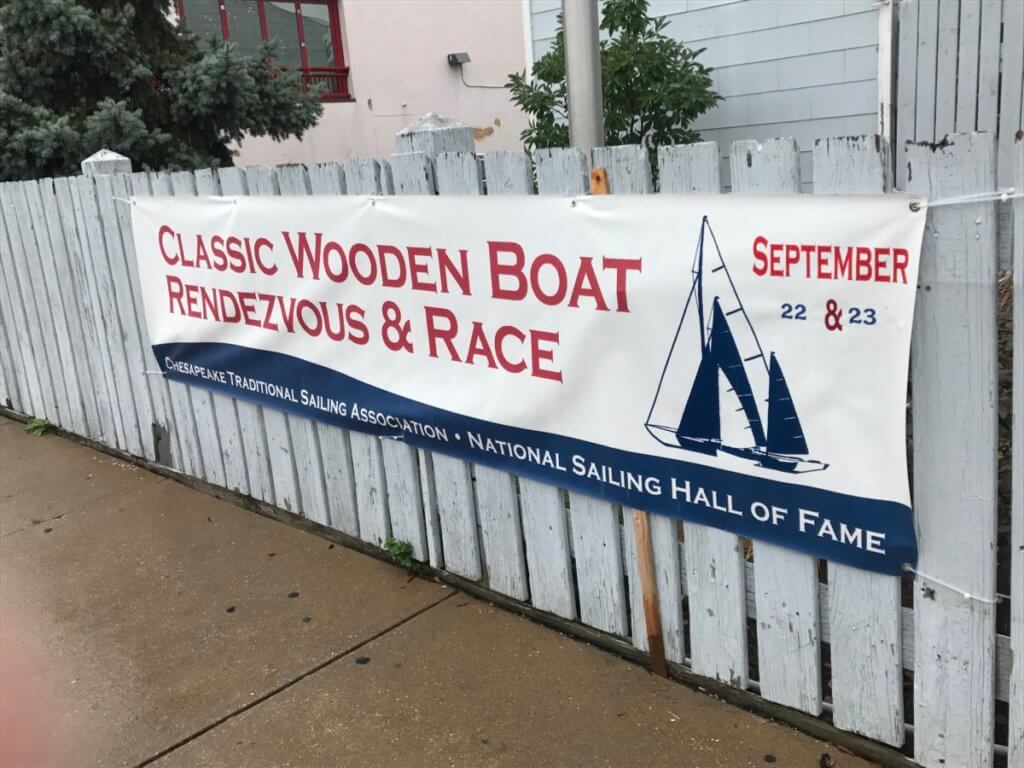 Classic Wooden Boat
Rendezvous & Race
September
22 & 23
Chesapeake Traditional Sailing Association • National Sailing Hall of Fame